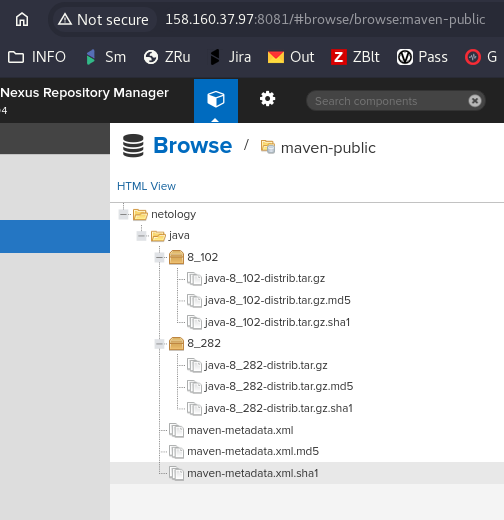 Not secure 158.160.37.97:8081/#browse/browse:maven-public
INFO Sm ZRu Jira Out Z ZBlt Pass G
Nexus Repository Manager
Search components
Browse / maven-public
HTML View
netology
java
8_102
java-8_102-distrib.tar.gz
java-8_102-distrib.tar.gz.md5
java-8_102-distrib.tar.gz.sha1
8_282
java-8_282-distrib.tar.gz
java-8_282-distrib.tar.gz.md5
java-8_282-distrib.tar.gz.sha1
maven-metadata.xml
maven-metadata.xml.md5
maven-metadata.xml.sha1